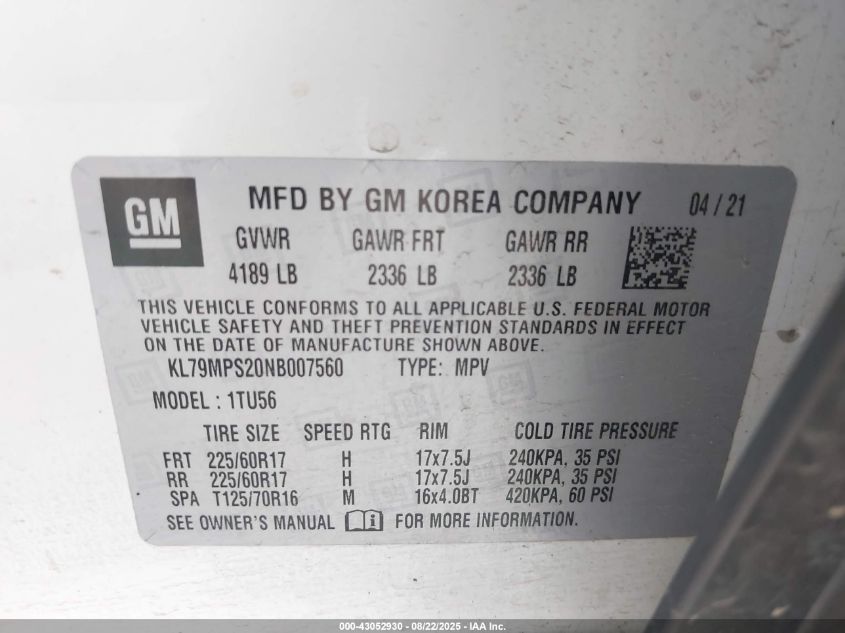 GM MFD BY GM KOREA COMPANY 04/21
GVWR GAWR FRT GAWR RR
4189 LB 2336 LB 2336 LB
THIS VEHICLE CONFORMS TO ALL APPLICABLE U.S. FEDERAL MOTOR
VEHICLE SAFETY AND THEFT PREVENTION STANDARDS IN EFFECT
ON THE DATE OF MANUFACTURE SHOWN ABOVE.
KL79MPS20NB007560 TYPE: MPV
MODEL : 1TU56
TIRE SIZE SPEED RTG RIM COLD TIRE PRESSURE
FRT 225/60R17 H 17x7.5J 240KPA, 35 PSI
RR 225/60R17 H 17x7.5J 240KPA, 35 PSI
SPA T125/70R16 M 16x4.0BT 420KPA, 60 PSI
SEE OWNER'S MANUAL i FOR MORE INFORMATION.
000-43052930 - 08/22/2025 - IAA Inc.